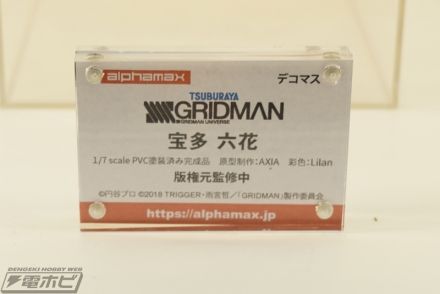 alphamax デコマス
TSUBURAYA
GRIDMAN
GRIDMAN UNIVERSE
宝多 六花
1/7 scale PVC塗装済み完成品 原型制作:AXIA 彩色:Lilan
版権元監修中
©円谷プロ ©2018 TRIGGER・雨宮哲/「GRIDMAN」製作委員会
https://alphamax.jp
DENGEKI HOBBY WEB
電ホビ